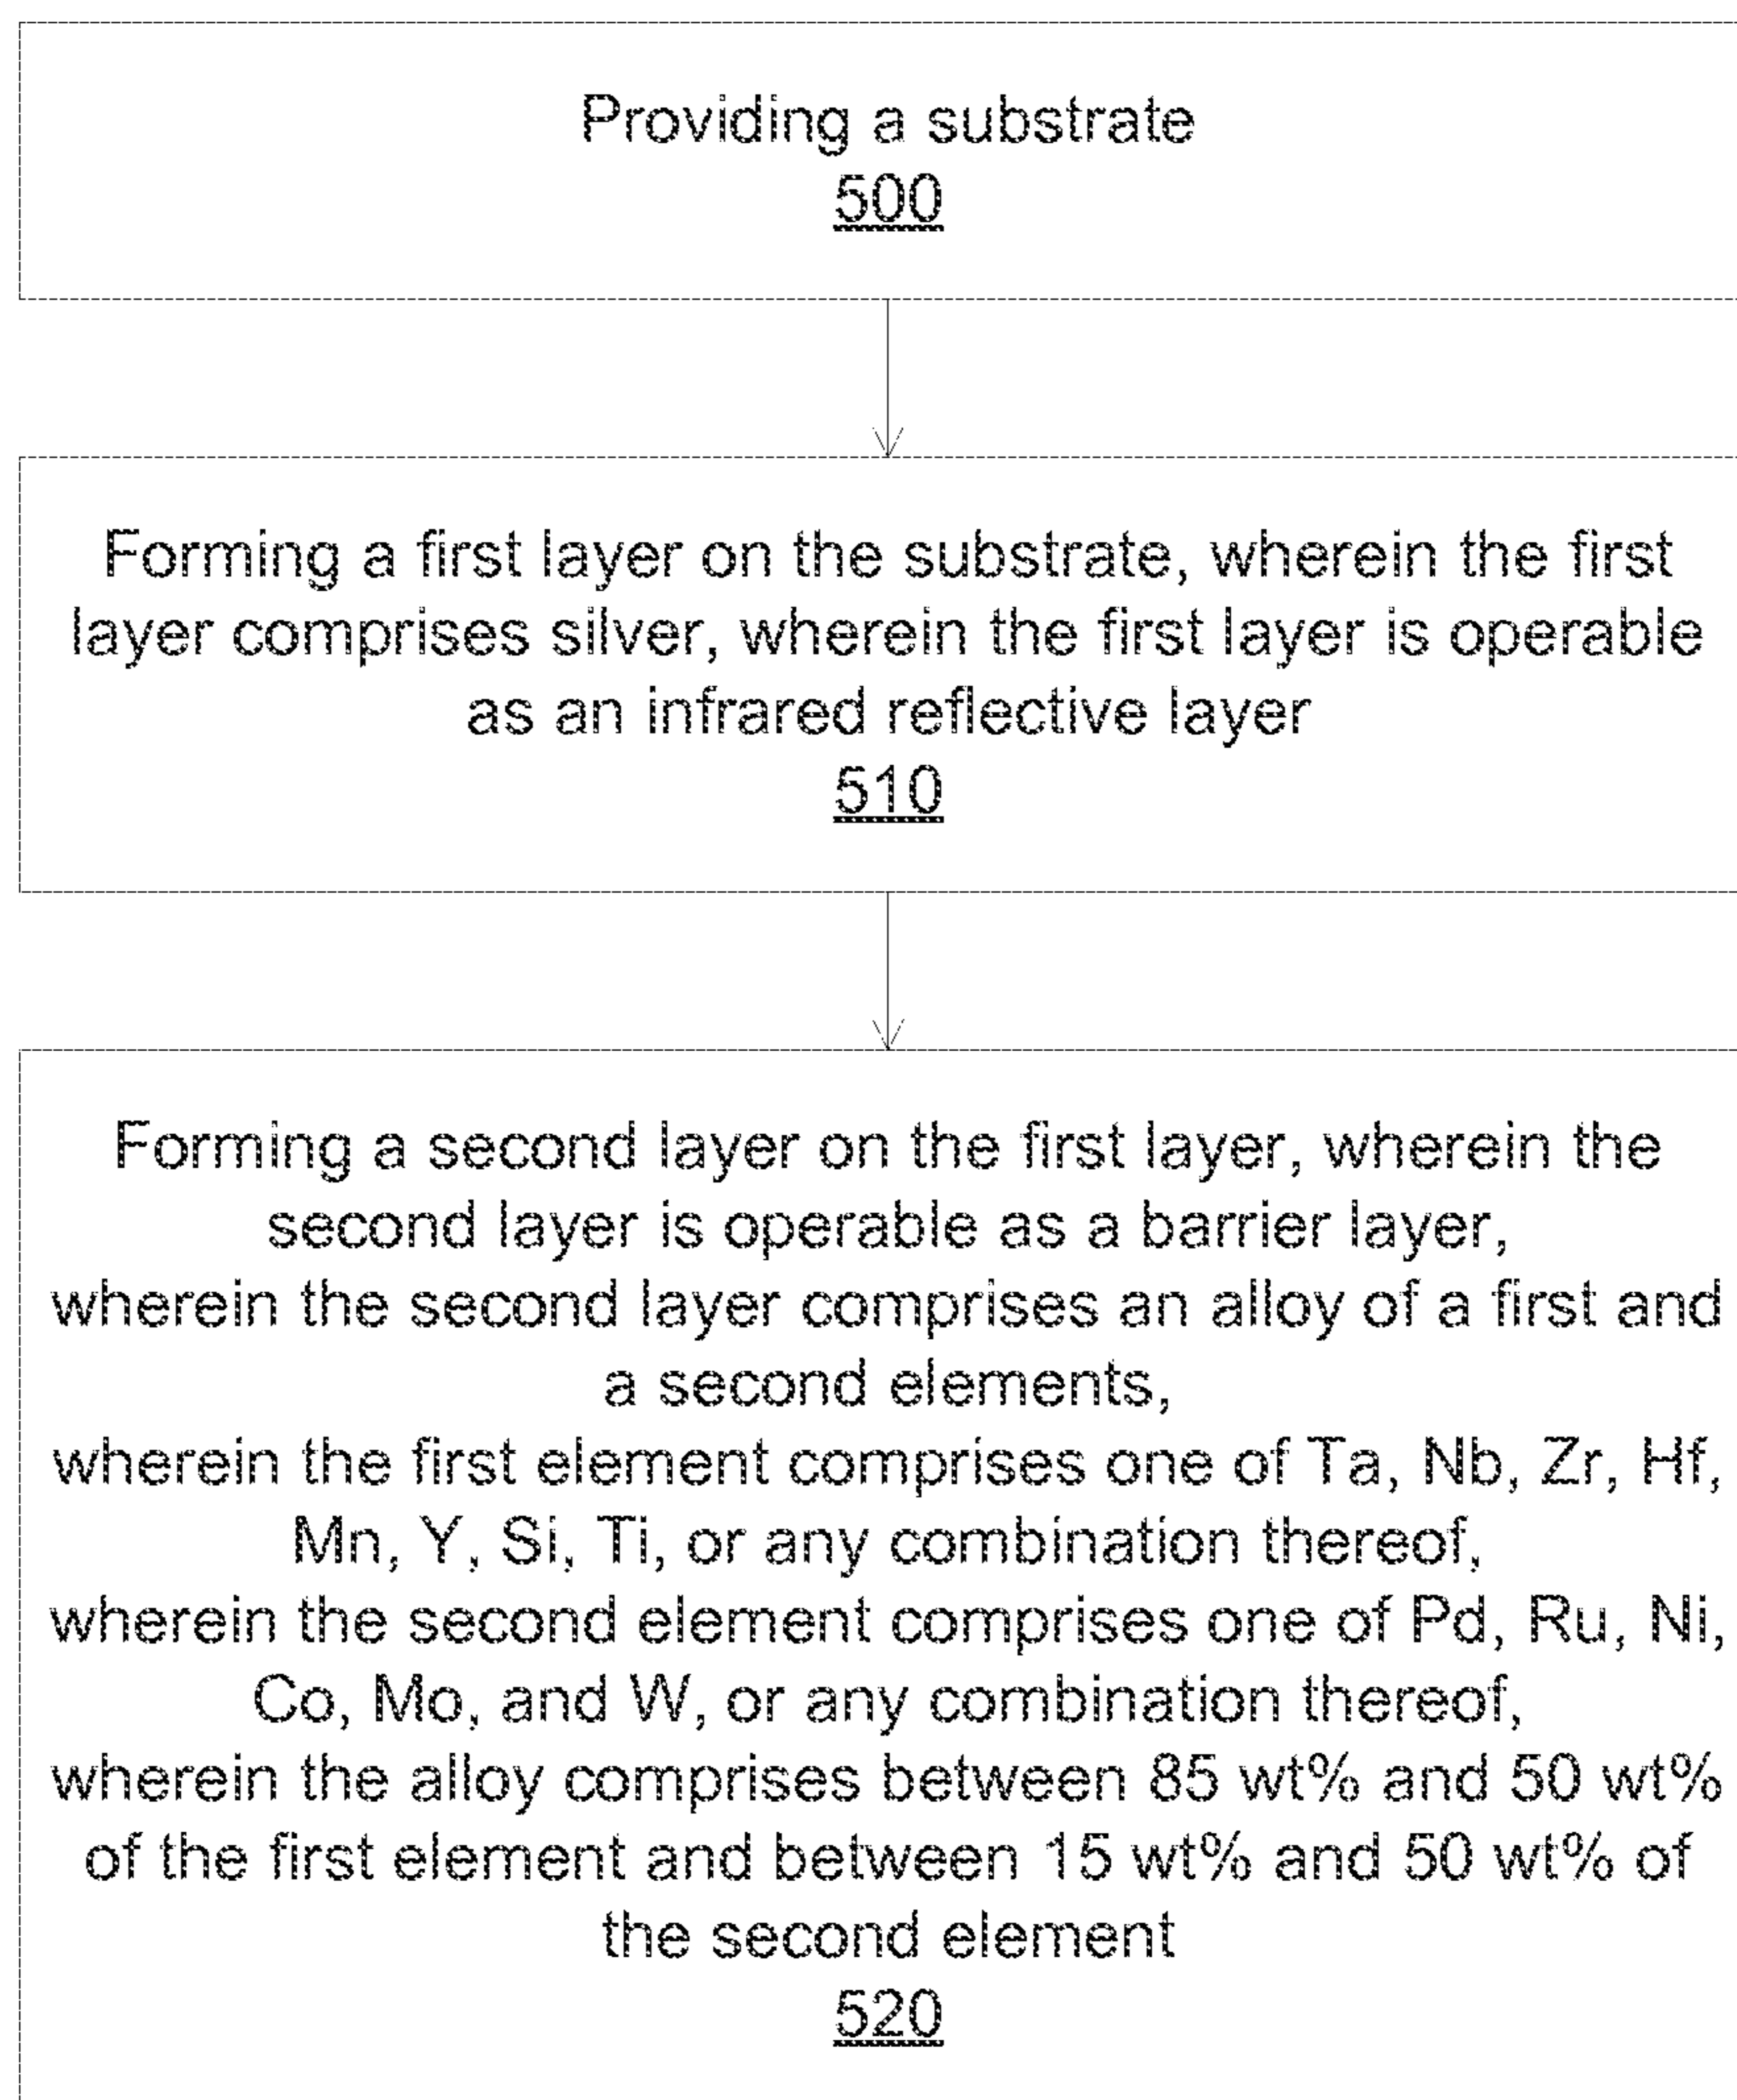 Providing a substrate
500
Forming a first layer on the substrate, wherein the first
layer comprises silver, wherein the first layer is operable
as an infrared reflective layer
510
Forming a second layer on the first layer, wherein the
second layer is operable as a barrier layer,
wherein the second layer comprises an alloy of a first and
a second elements,
wherein the first element comprises one of Ta, Nb, Zr, Hf,
Mn, Y, Si, Ti, or any combination thereof,
wherein the second element comprises one of Pd, Ru, Ni,
Co, Mo, and W, or any combination thereof,
wherein the alloy comprises between 85 wt% and 50 wt%
of the first element and between 15 wt% and 50 wt% of
the second element
520